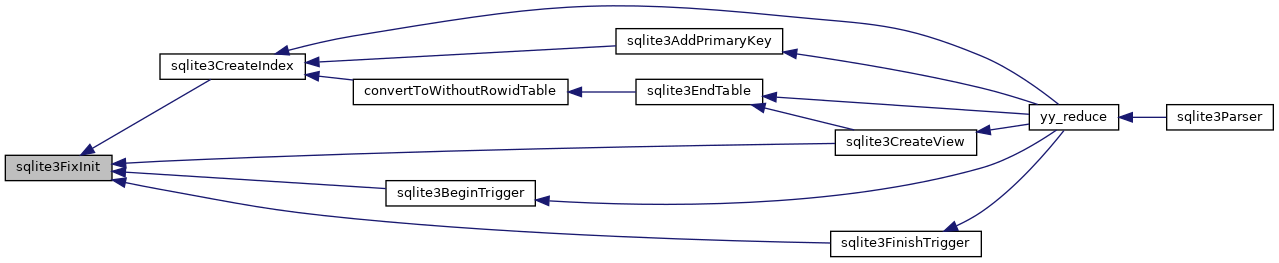 sqlite3AddPrimaryKey
sqlite3CreateIndex
convertToWithoutRowidTable
sqlite3EndTable
yy_reduce
sqlite3Parser
sqlite3CreateView
sqlite3FixInit
sqlite3BeginTrigger
sqlite3FinishTrigger